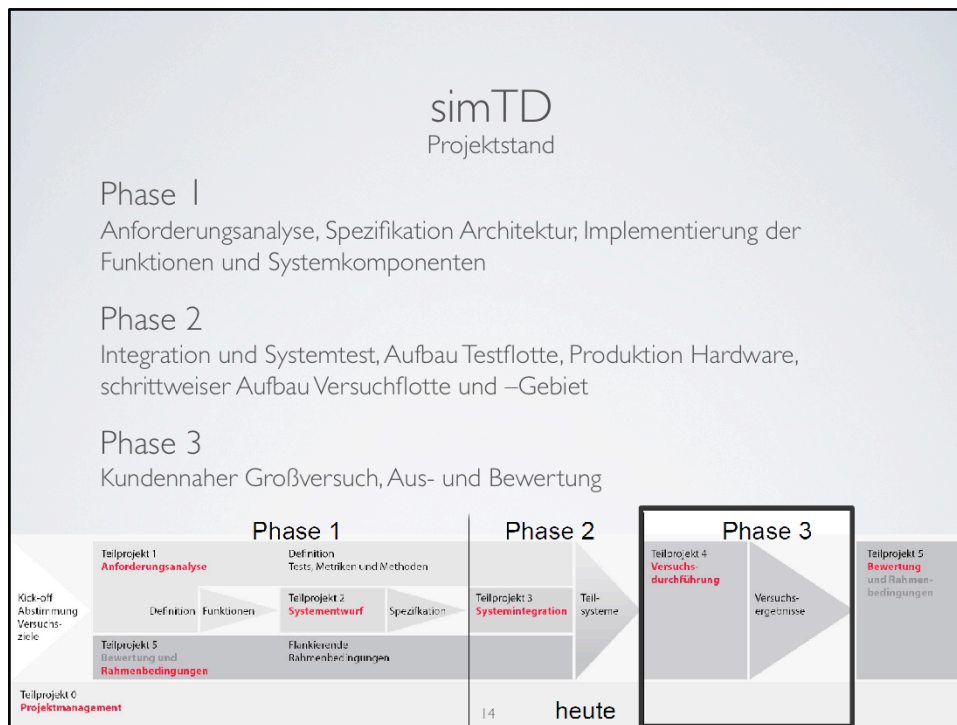 simTD
Projektstand
Phase 1
Anforderungsanalyse, Spezifikation Architektur, Implementierung der
Funktionen und Systemkomponenten
Phase 2
Integration und Systemtest, Aufbau Testflotte, Produktion Hardware,
schrittweiser Aufbau Versuchflotte und –Gebiet
Phase 3
Kundennaher Großversuch, Aus- und Bewertung
Phase 1
Phase 2
Phase 3
Kick-off
Abstimmung
Versuchs-
ziele
Teilprojekt 1
Anforderungsanalyse
Definition
Tests, Metriken und Methoden
Definition
Funktionen
Teilprojekt 2
Systementwurf
Spezifkation
Teilprojekt 5
Bewertung und
Rahmenbedingungen
Flankierende
Rahmenbedingungen
Teilprojekt 3
Systemintegration
Teil-
systeme
Teilprojekt 4
Versuchs-
durchführung
Versuchs-
ergebnisse
Teilprojekt 5
Bewertung
und Rahmen-
bedingungen
Teilprojekt 0
Projektmanagement
14
heute